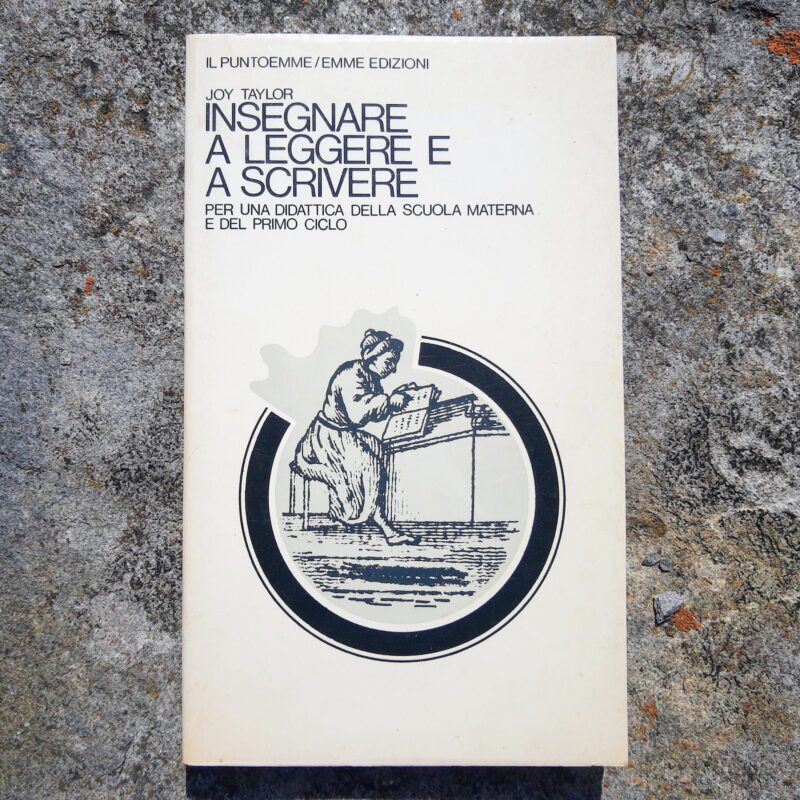 IL PUNTOEMME/EMME EDIZIONI
JOY TAYLOR
INSEGNARE
A LEGGERE E
A SCRIVERE
PER UNA DIDATTICA DELLA SCUOLA MATERNA
E DEL PRIMO CICLO